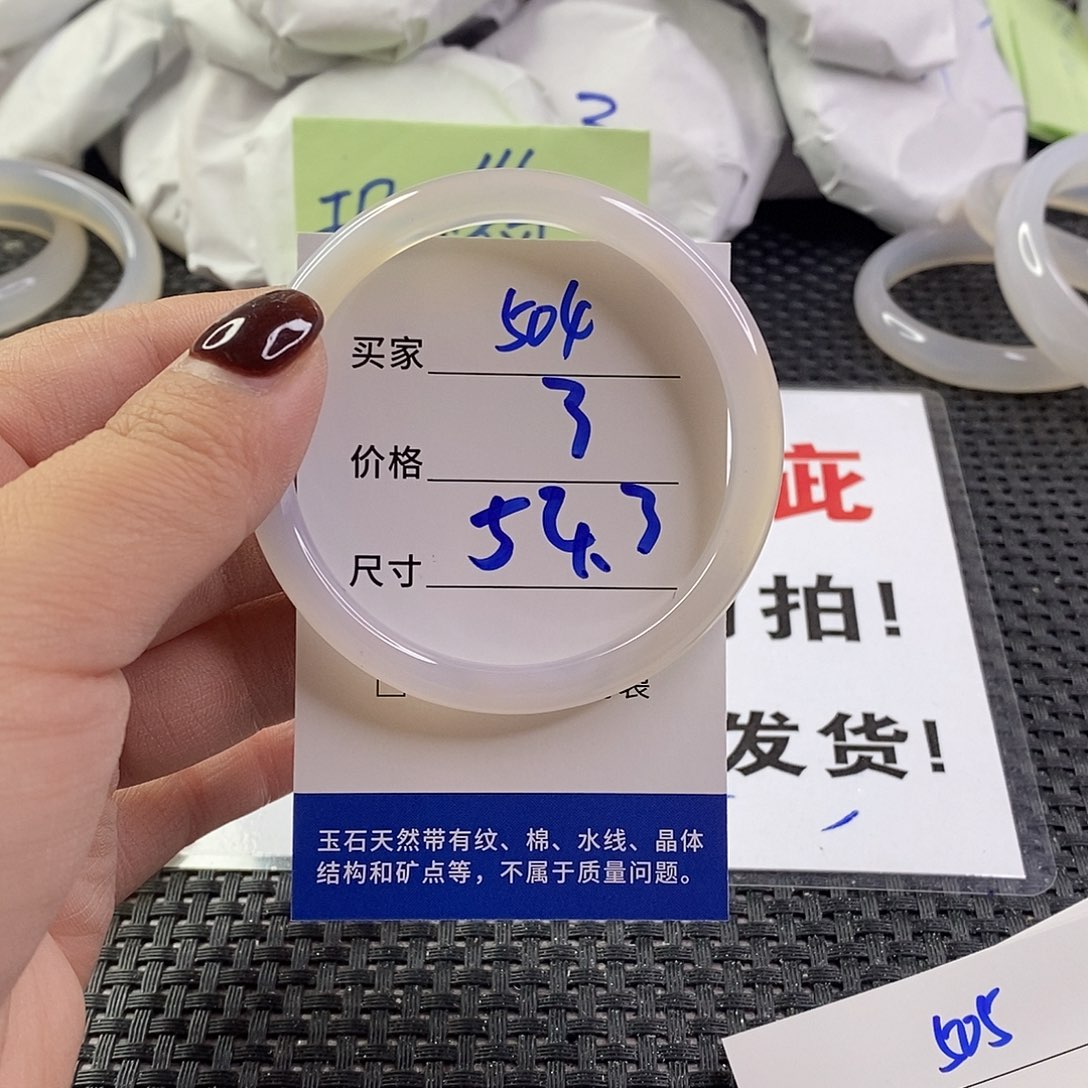 买家 504
价格 3
尺寸 54.3
玉石天然带有纹、棉、水线、晶体
结构和矿点等，不属于质量问题。
疵
拍！
发货！
505